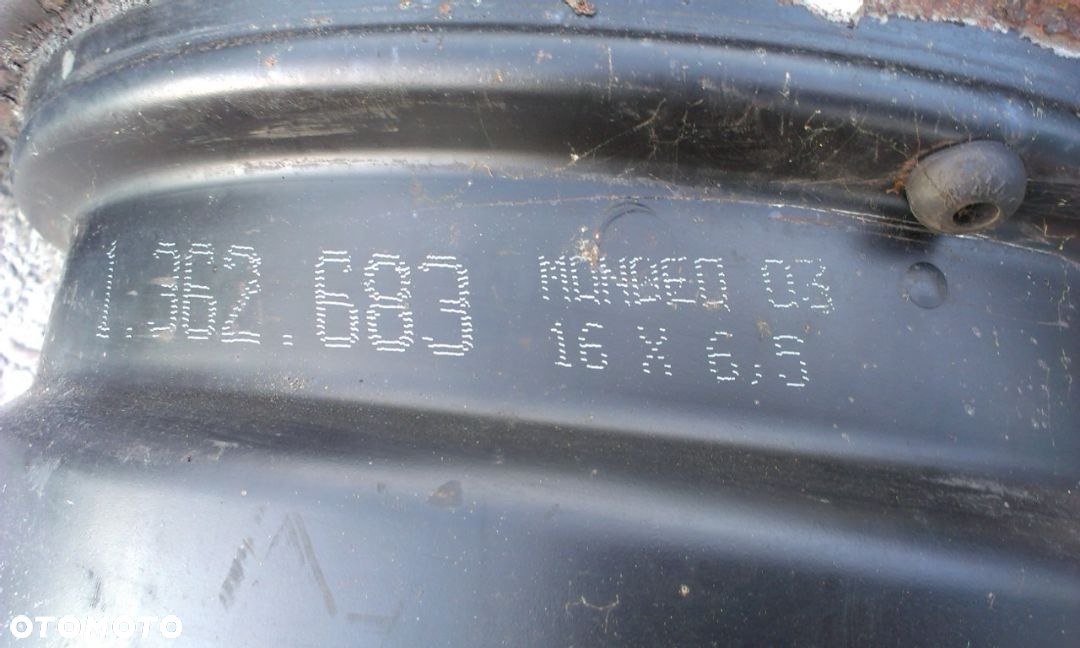 1.362.683
MONDEO 03
16 X 6,5
OTOMOTO